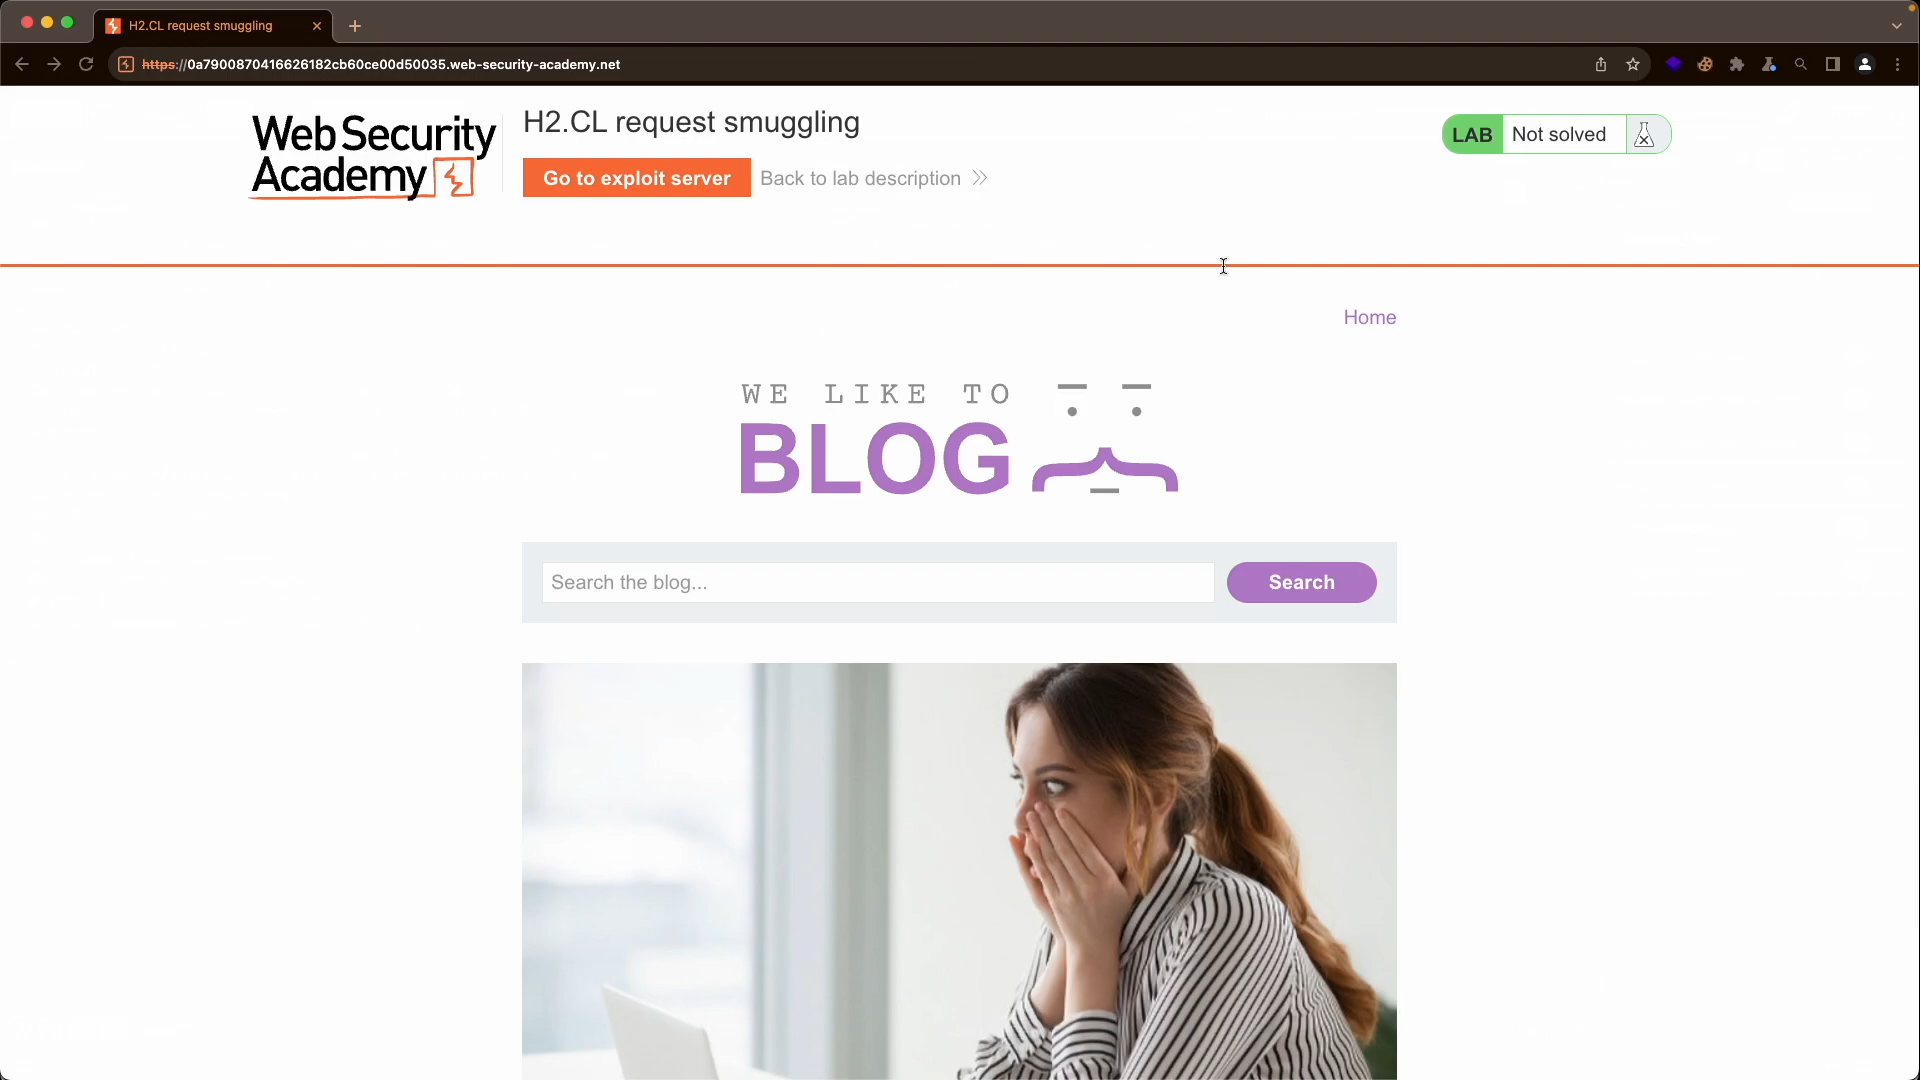 H2.CL request smuggling
https://0a7900870416626182cb60ce00d50035.web-security-academy.net
Web Security
Academy
H2.CL request smuggling
Go to exploit server
Back to lab description
LAB
Not solved
Home
WE LIKE TO
BLOG
Search the blog...
Search